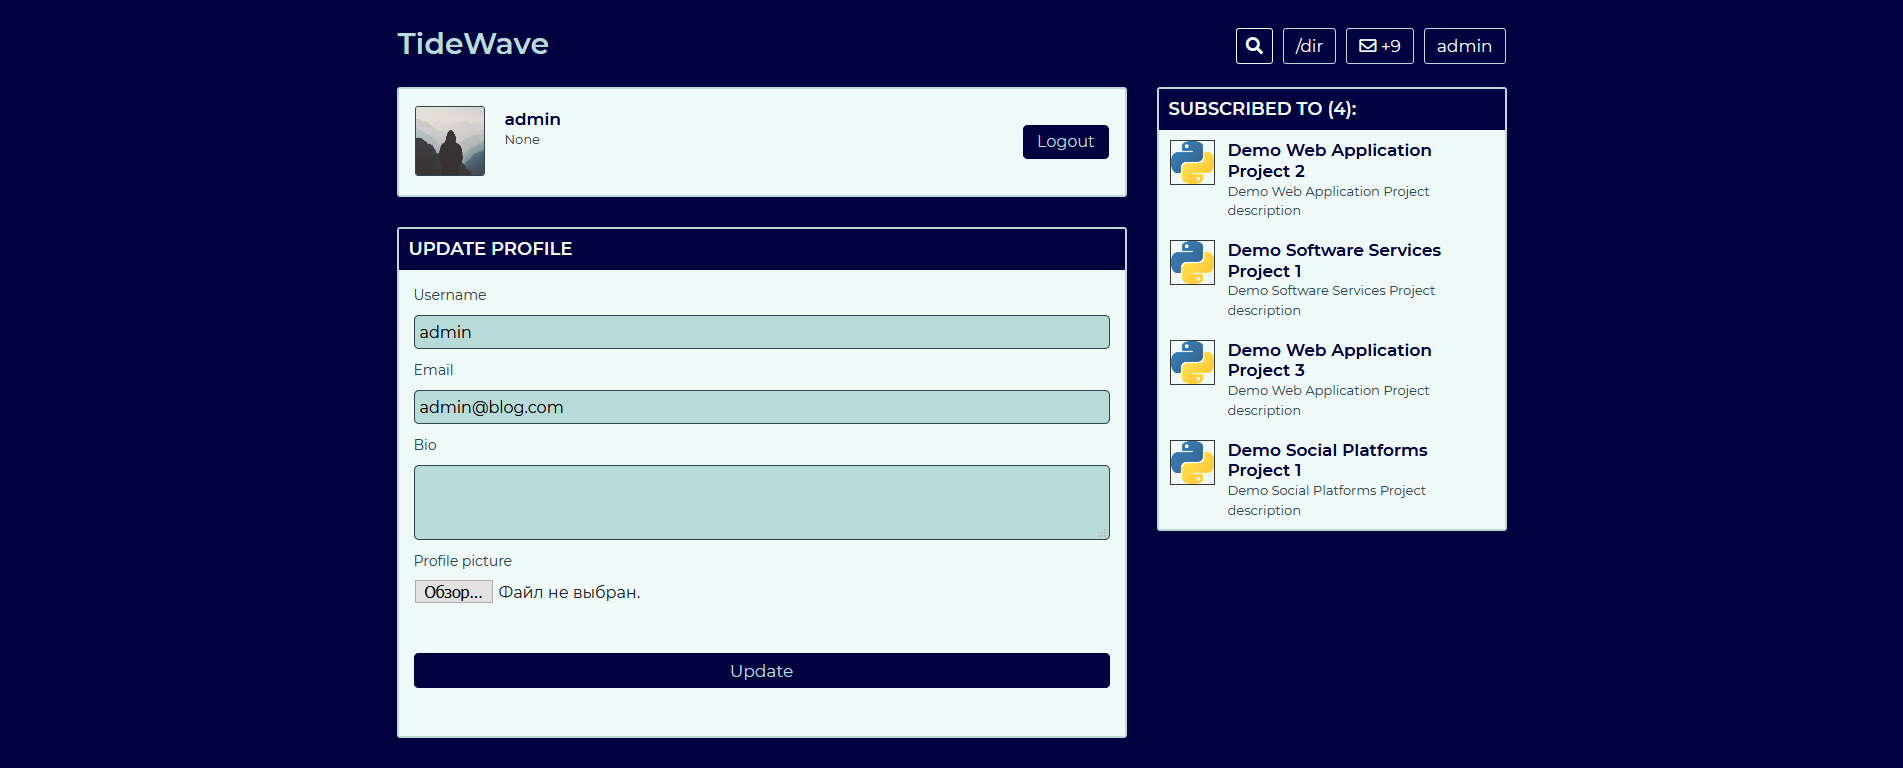 TideWave
/dir
+9
admin
admin
None
Logout
UPDATE PROFILE
Username
admin
Email
admin@blog.com
Bio
Profile picture
Обзор... Файл не выбран.
Update
SUBSCRIBED TO (4):
Demo Web Application
Project 2
Demo Web Application Project
description
Demo Software Services
Project 1
Demo Software Services Project
description
Demo Web Application
Project 3
Demo Web Application Project
description
Demo Social Platforms
Project 1
Demo Social Platforms Project
description